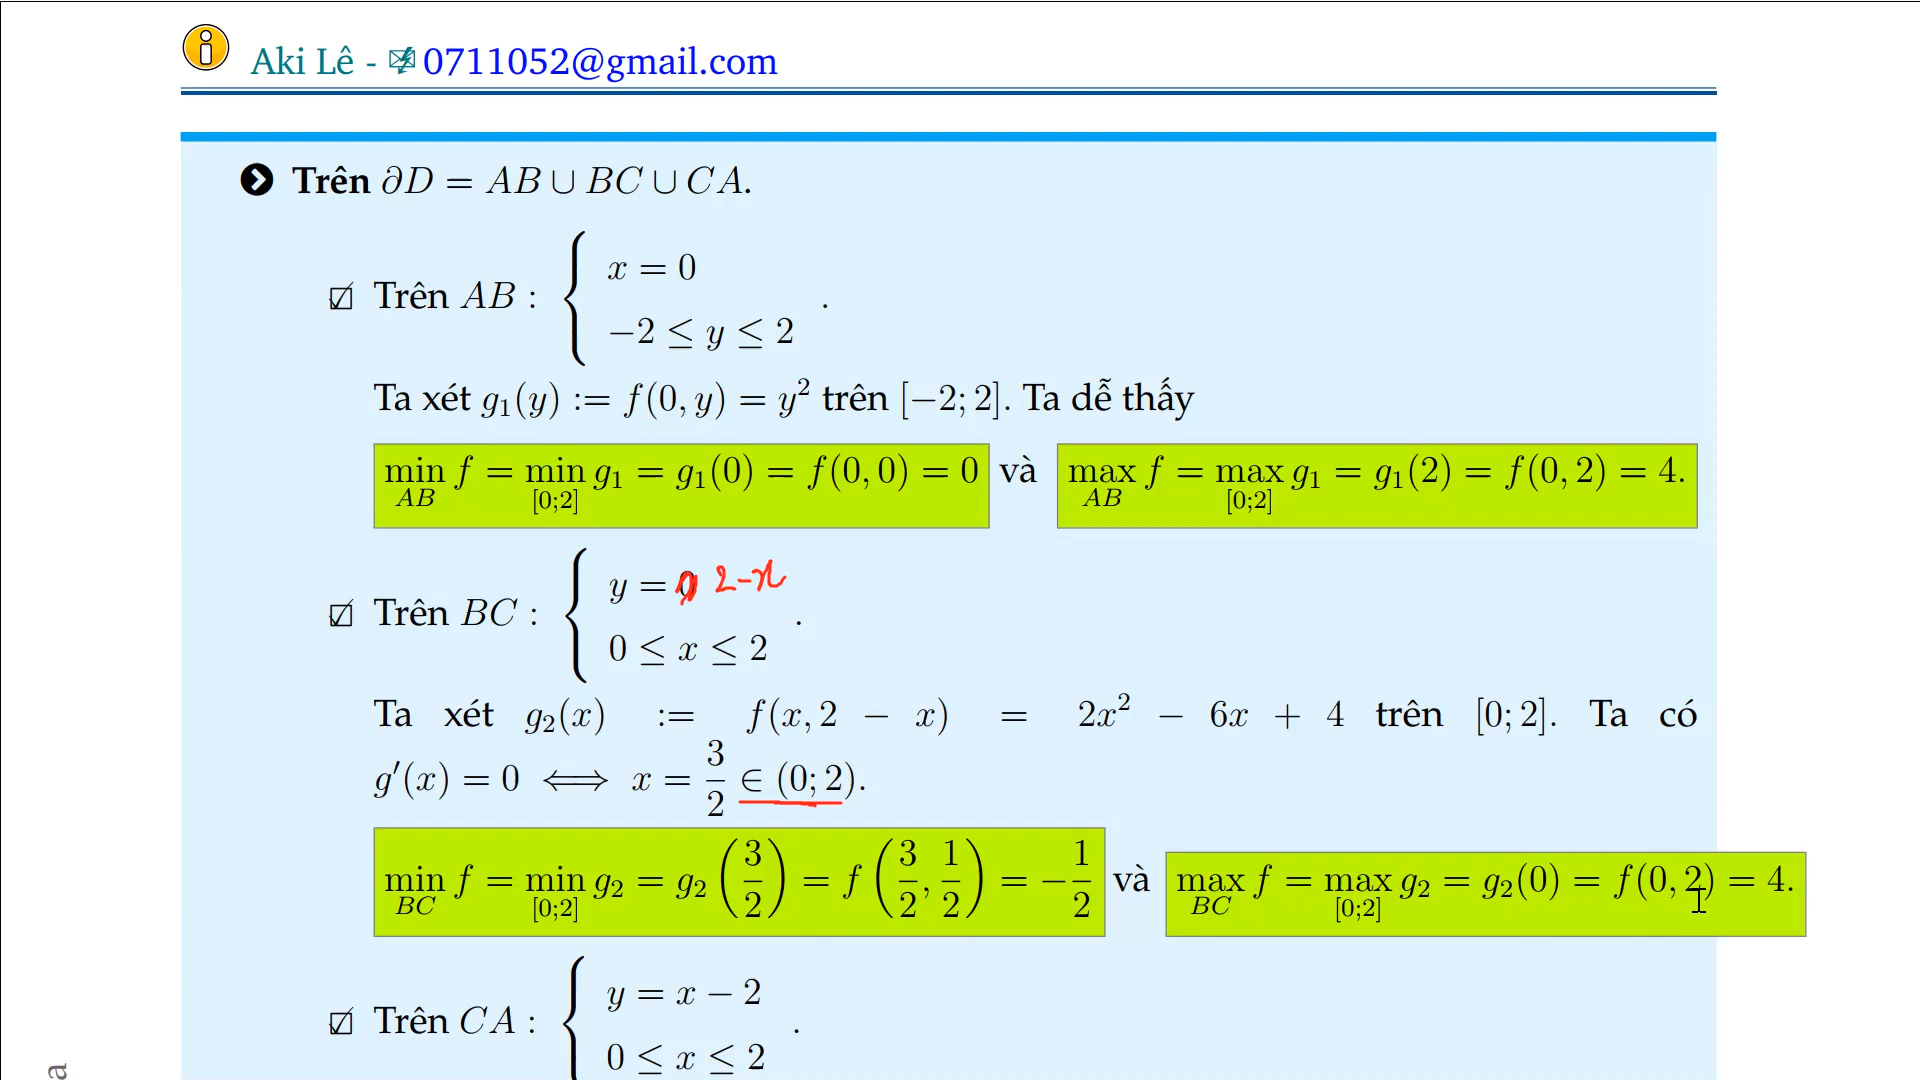 Aki Lê - 0711052@gmail.com
Trên ∂D = AB ∪ BC ∪ CA.
Trên AB : { x = 0
−2 ≤ y ≤ 2 .
Ta xét g₁(y) := f(0, y) = y² trên [−2; 2]. Ta dễ thấy
min_{AB} f = min_{[0;2]} g₁ = g₁(0) = f(0, 0) = 0 và max_{AB} f = max_{[0;2]} g₁ = g₁(2) = f(0, 2) = 4.
Trên BC : { y = 0 2-x
0 ≤ x ≤ 2 .
Ta xét g₂(x) := f(x, 2 − x) = 2x² − 6x + 4 trên [0; 2]. Ta có
g′(x) = 0 ⟺ x = 3/2 ∈ (0; 2).
min_{BC} f = min_{[0;2]} g₂ = g₂(3/2) = f(3/2, 1/2) = −1/2 và max_{BC} f = max_{[0;2]} g₂ = g₂(0) = f(0, 2) = 4.
Trên CA : { y = x − 2
0 ≤ x ≤ 2 .
a